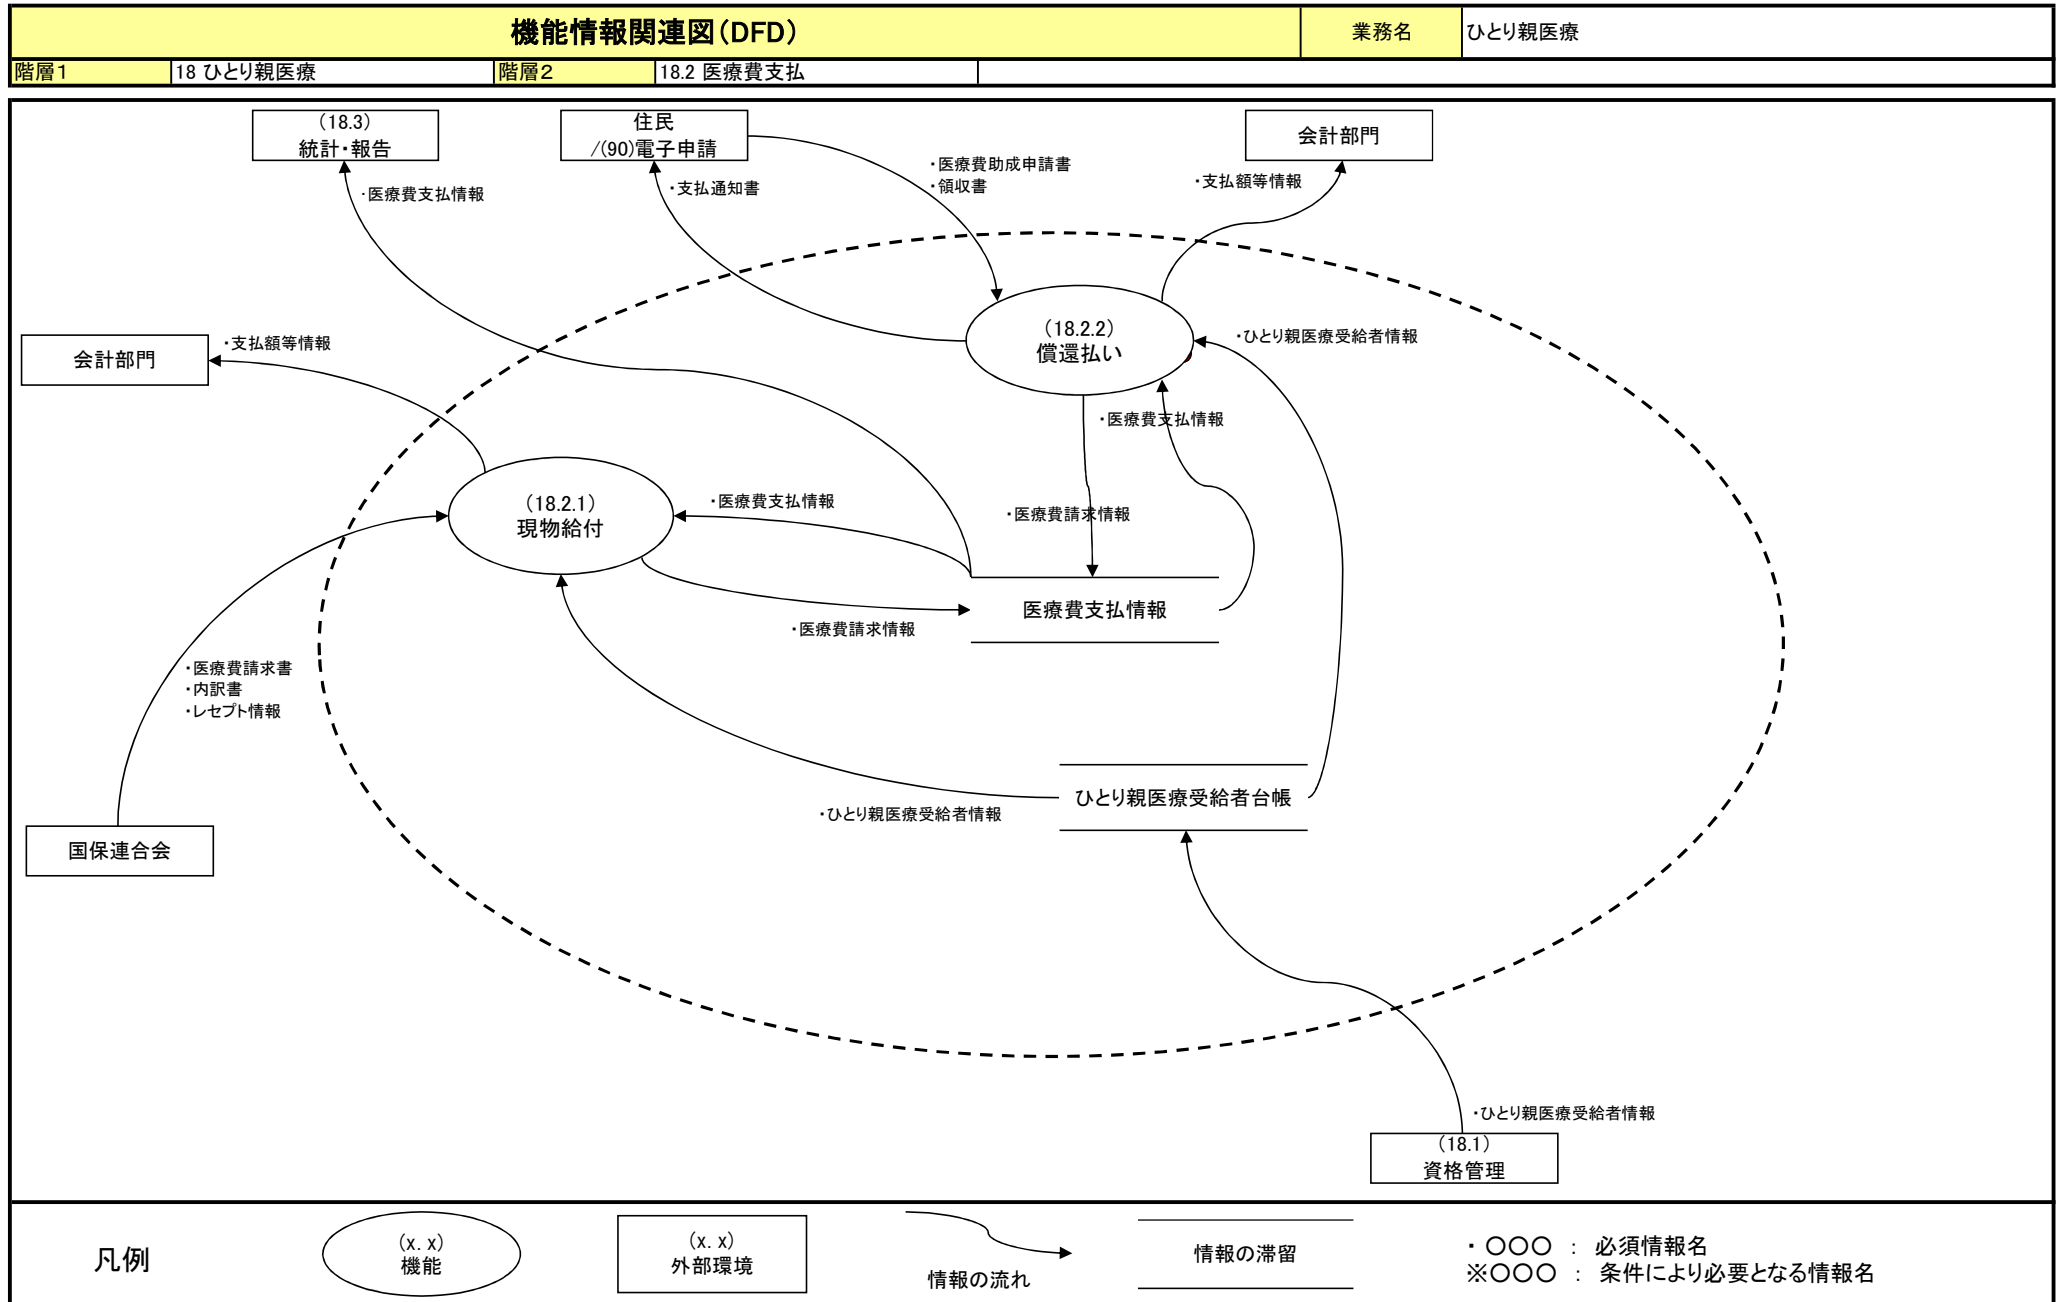 機能情報関連図(DFD)
業務名
ひとり親医療
階層1
18 ひとり親医療
階層2
18.2 医療費支払
(18.3)
統計・報告
住民
/(90)電子申請
会計部門
・医療費支払情報
・支払通知書
・医療費助成申請書
・領収書
・支払額等情報
(18.2.2)
償還払い
・ひとり親医療受給者情報
会計部門
・支払額等情報
・医療費支払情報
(18.2.1)
現物給付
・医療費支払情報
・医療費請求情報
医療費支払情報
・医療費請求情報
・医療費請求書
・内訳書
・レセプト情報
ひとり親医療受給者台帳
・ひとり親医療受給者情報
国保連合会
・ひとり親医療受給者情報
(18.1)
資格管理
凡例
(x. x)
機能
(x. x)
外部環境
情報の流れ
情報の滞留
・ 〇〇〇 : 必須情報名
※〇〇〇 : 条件により必要となる情報名